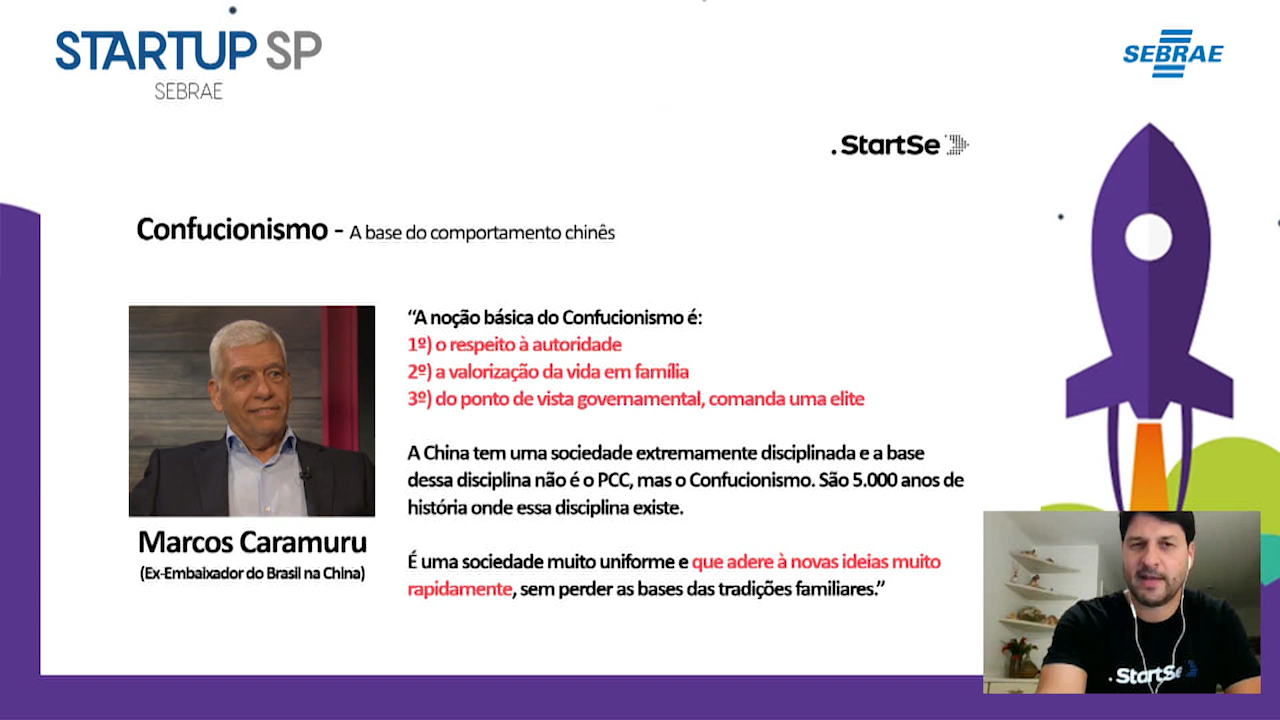 STARTUP SP
SEBRAE
SEBRAE
.StartSe
Confucionismo - A base do comportamento chinês
“A noção básica do Confucionismo é:
1º) o respeito à autoridade
2º) a valorização da vida em família
3º) do ponto de vista governamental, comanda uma elite
A China tem uma sociedade extremamente disciplinada e a base
dessa disciplina não é o PCC, mas o Confucionismo. São 5.000 anos de
história onde essa disciplina existe.
É uma sociedade muito uniforme e que adere à novas ideias muito
rapidamente, sem perder as bases das tradições familiares.”
Marcos Caramuru
(Ex-Embaixador do Brasil na China)
.StartSe